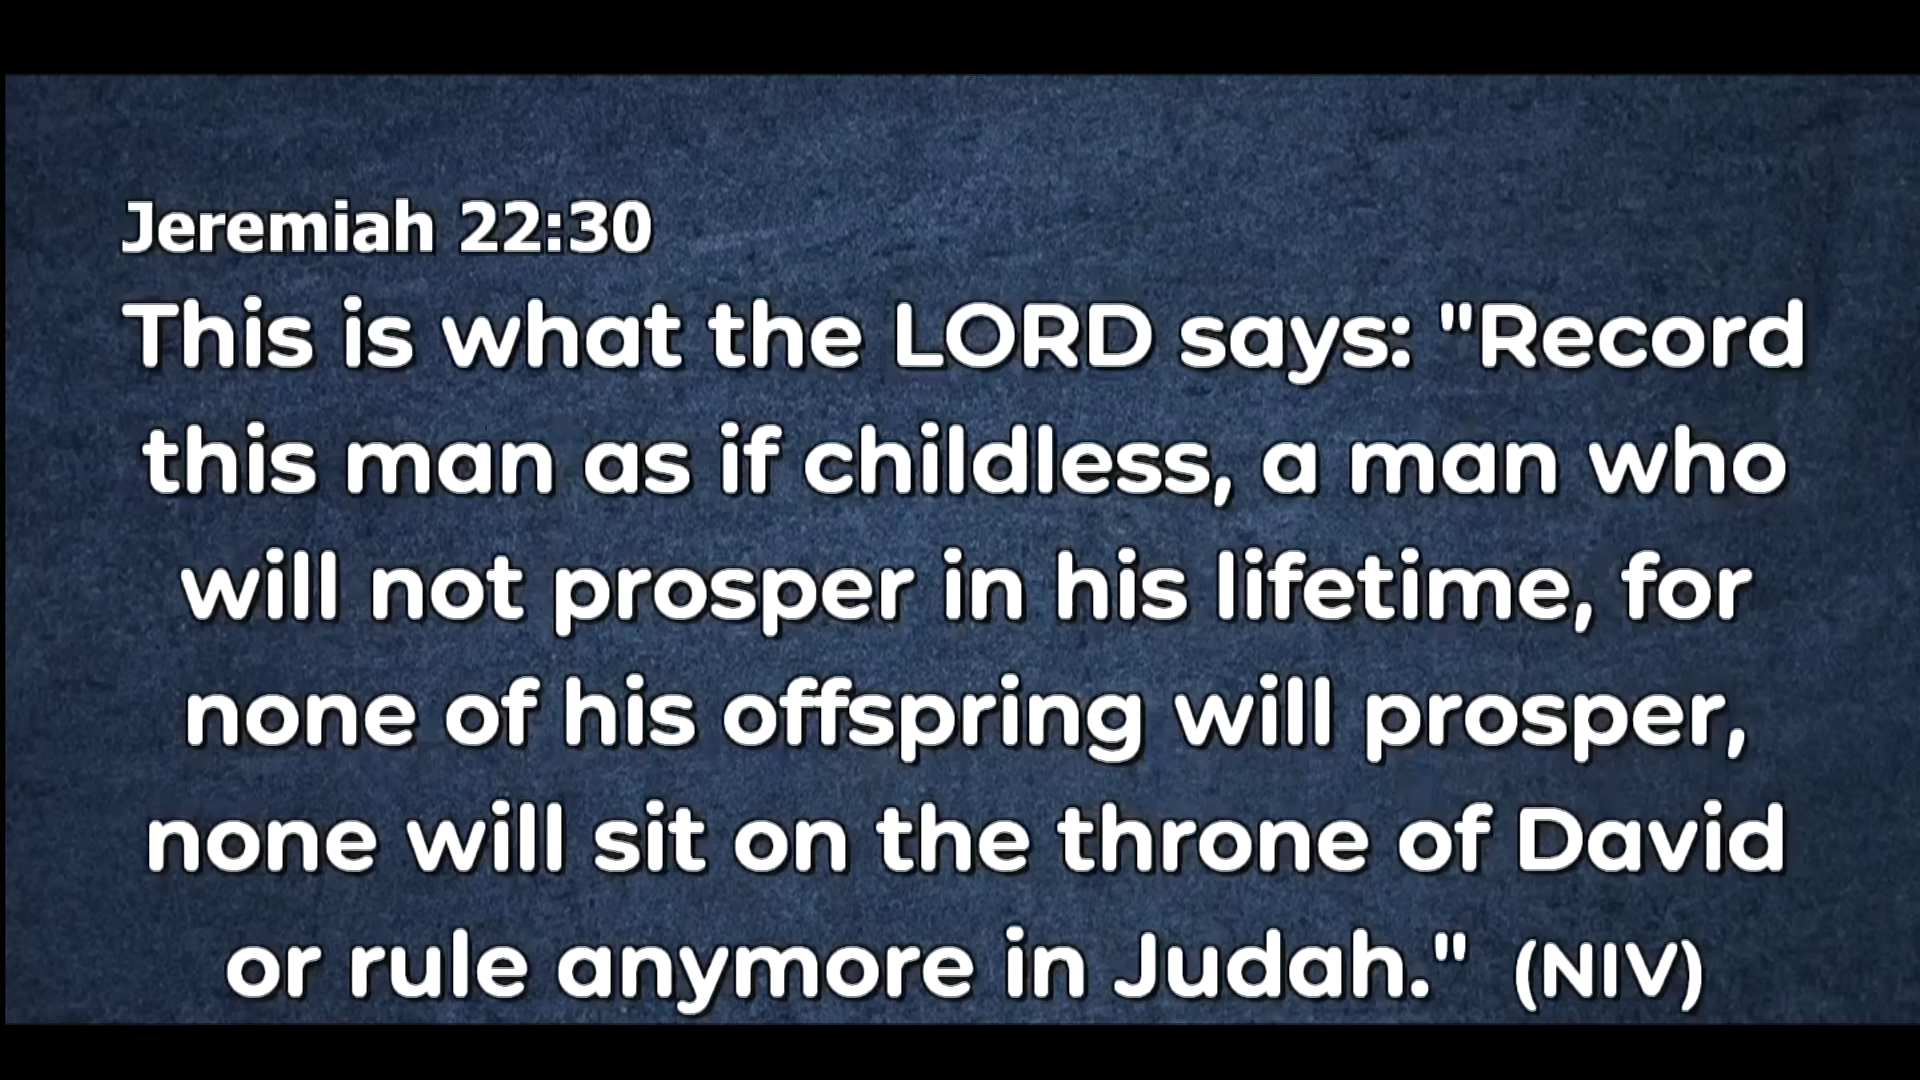 Jeremiah 22:30
This is what the LORD says: "Record
this man as if childless, a man who
will not prosper in his lifetime, for
none of his offspring will prosper,
none will sit on the throne of David
or rule anymore in Judah." (NIV)